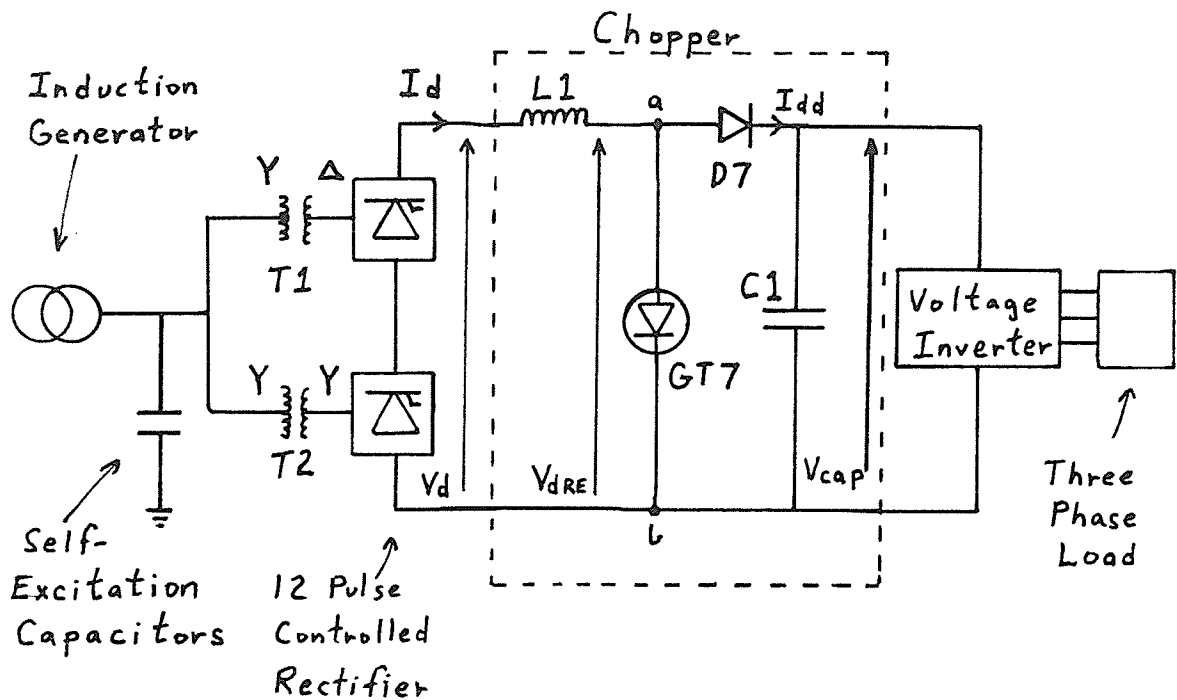 Chopper
Induction
Generator
Id
L1
a
Idd
D7
Y
Δ
T1
C1
Voltage
Inverter
GT7
Y Y
T2
Vd
VdRE
Vcap
b
Three
Phase
Load
Self-
Excitation
Capacitors
12 Pulse
Controlled
Rectifier